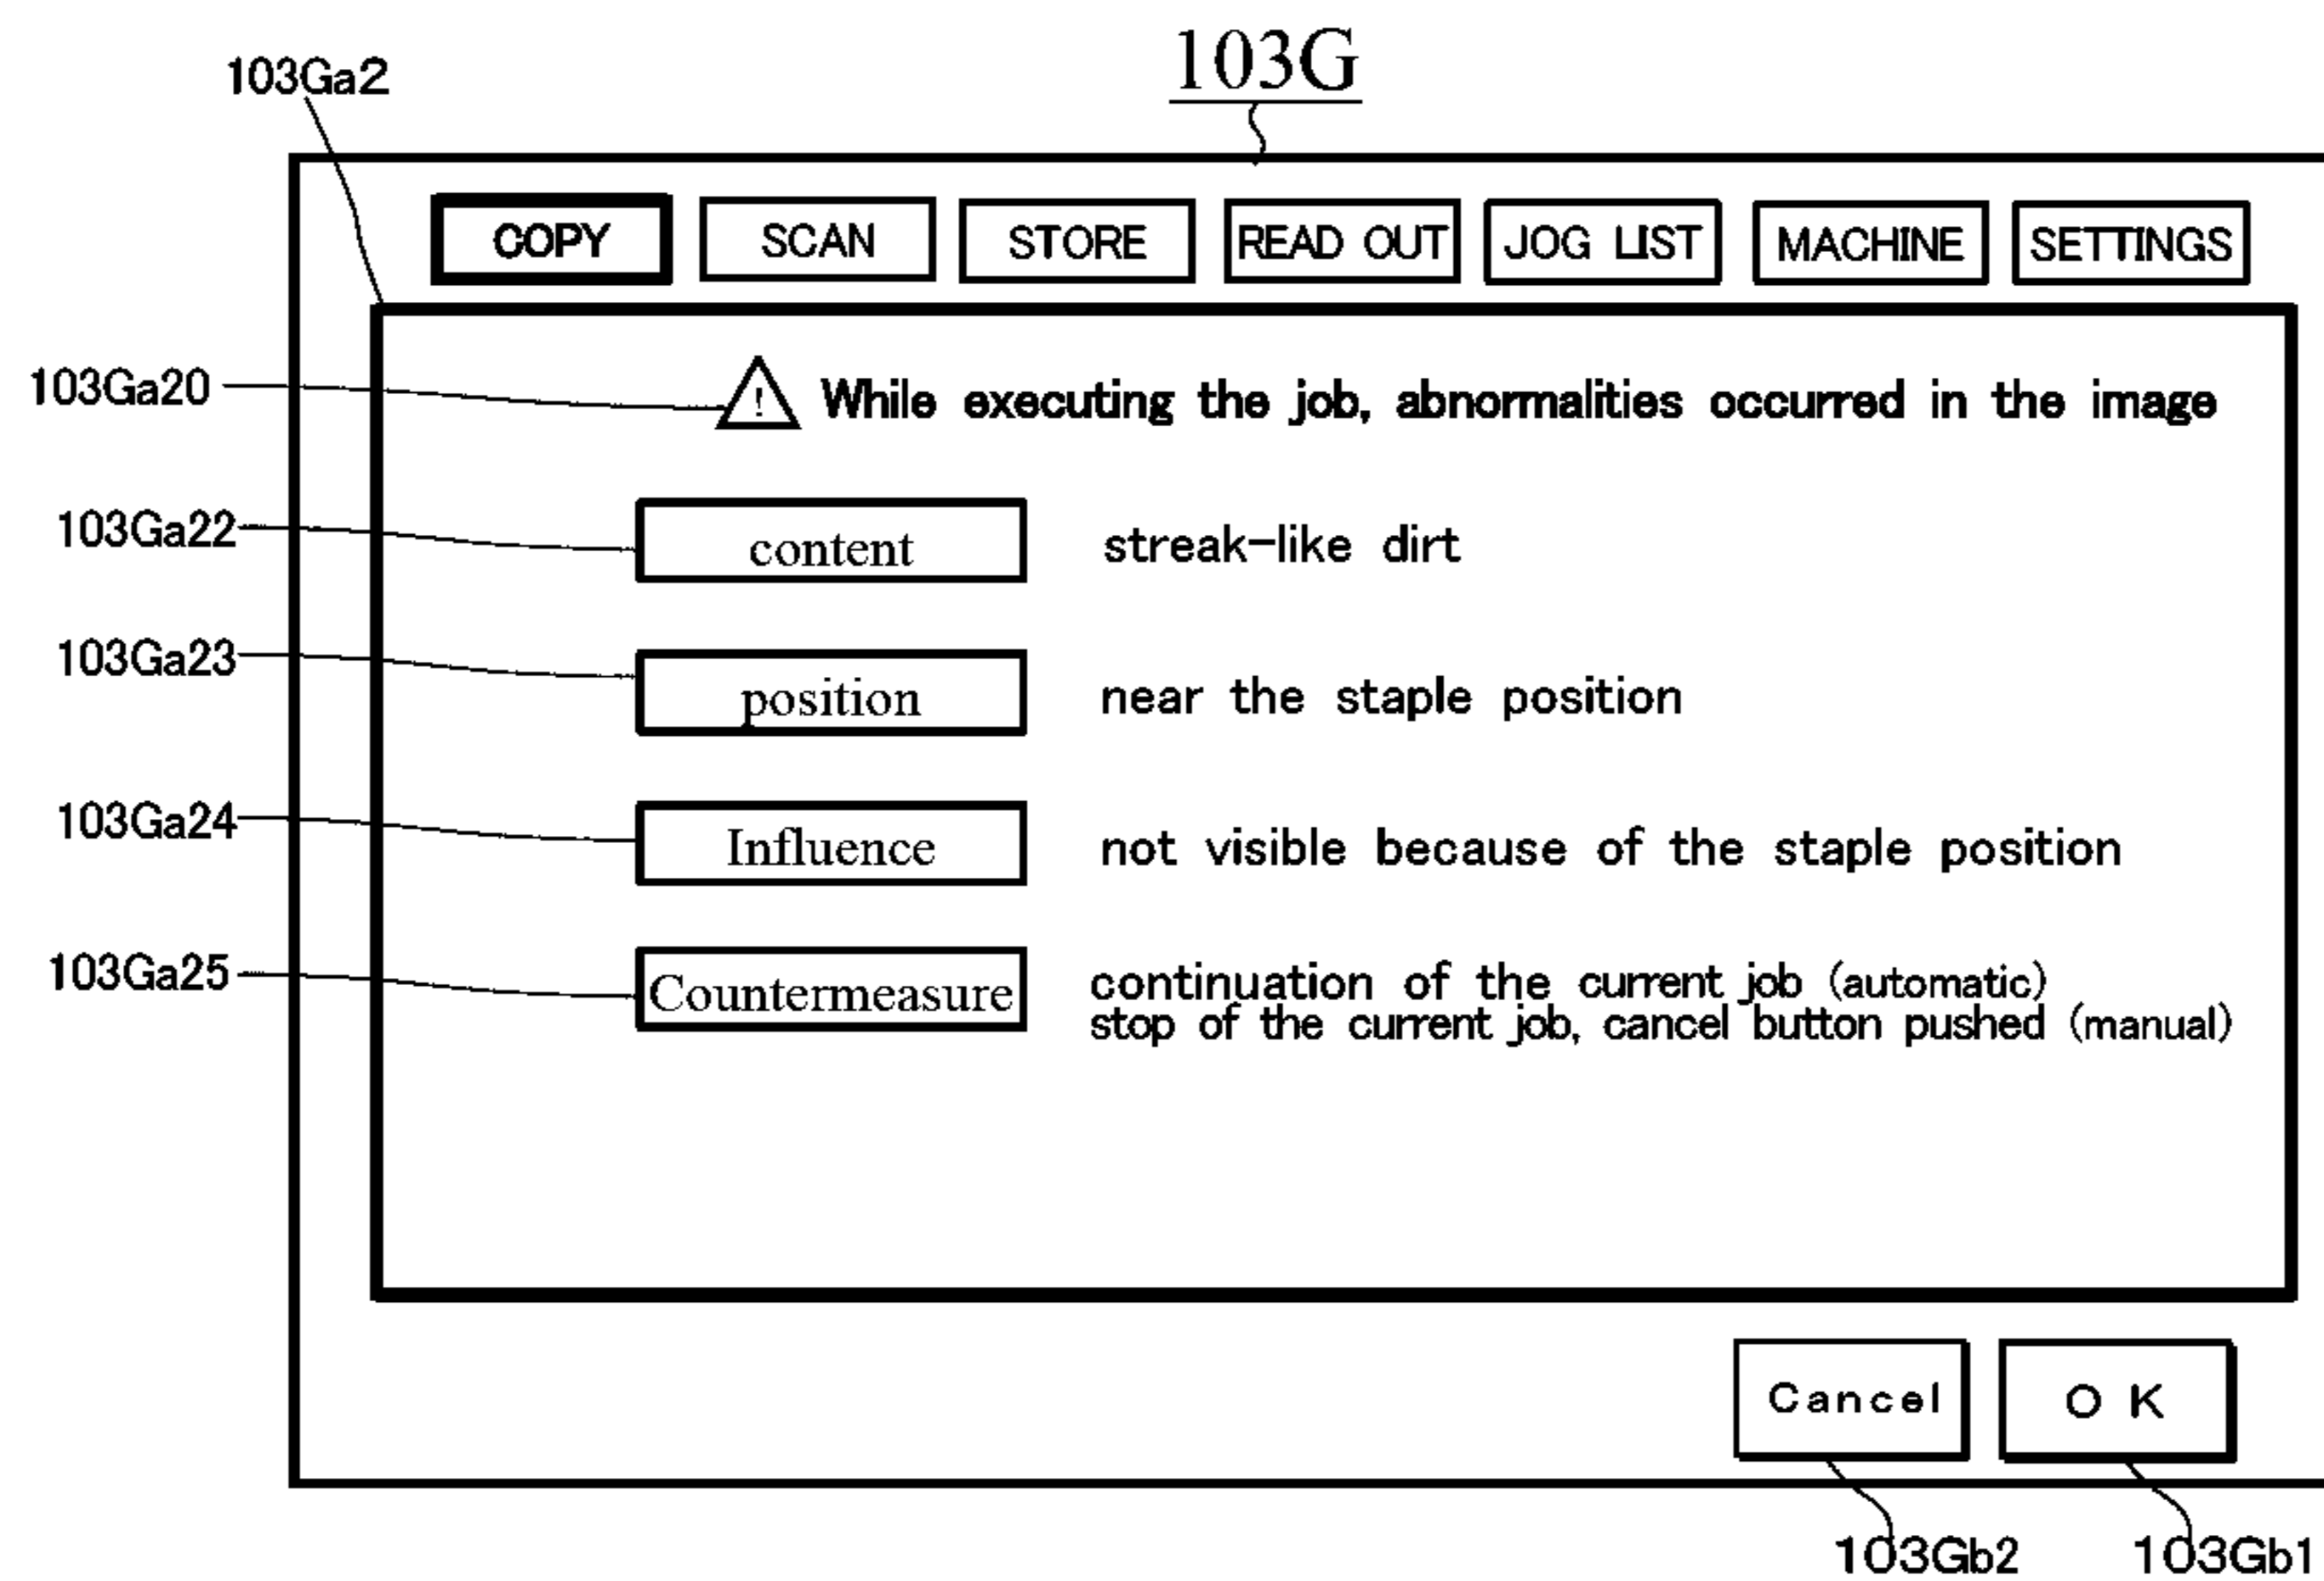 103G
103Ga2
COPY SCAN STORE READ OUT JOG LIST MACHINE SETTINGS
103Ga20 ! While executing the job, abnormalities occurred in the image
103Ga22 content streak-like dirt
103Ga23 position near the staple position
103Ga24 Influence not visible because of the staple position
103Ga25 Countermeasure continuation of the current job (automatic)
stop of the current job, cancel button pushed (manual)
Cancel OK
103Gb2 103Gb1